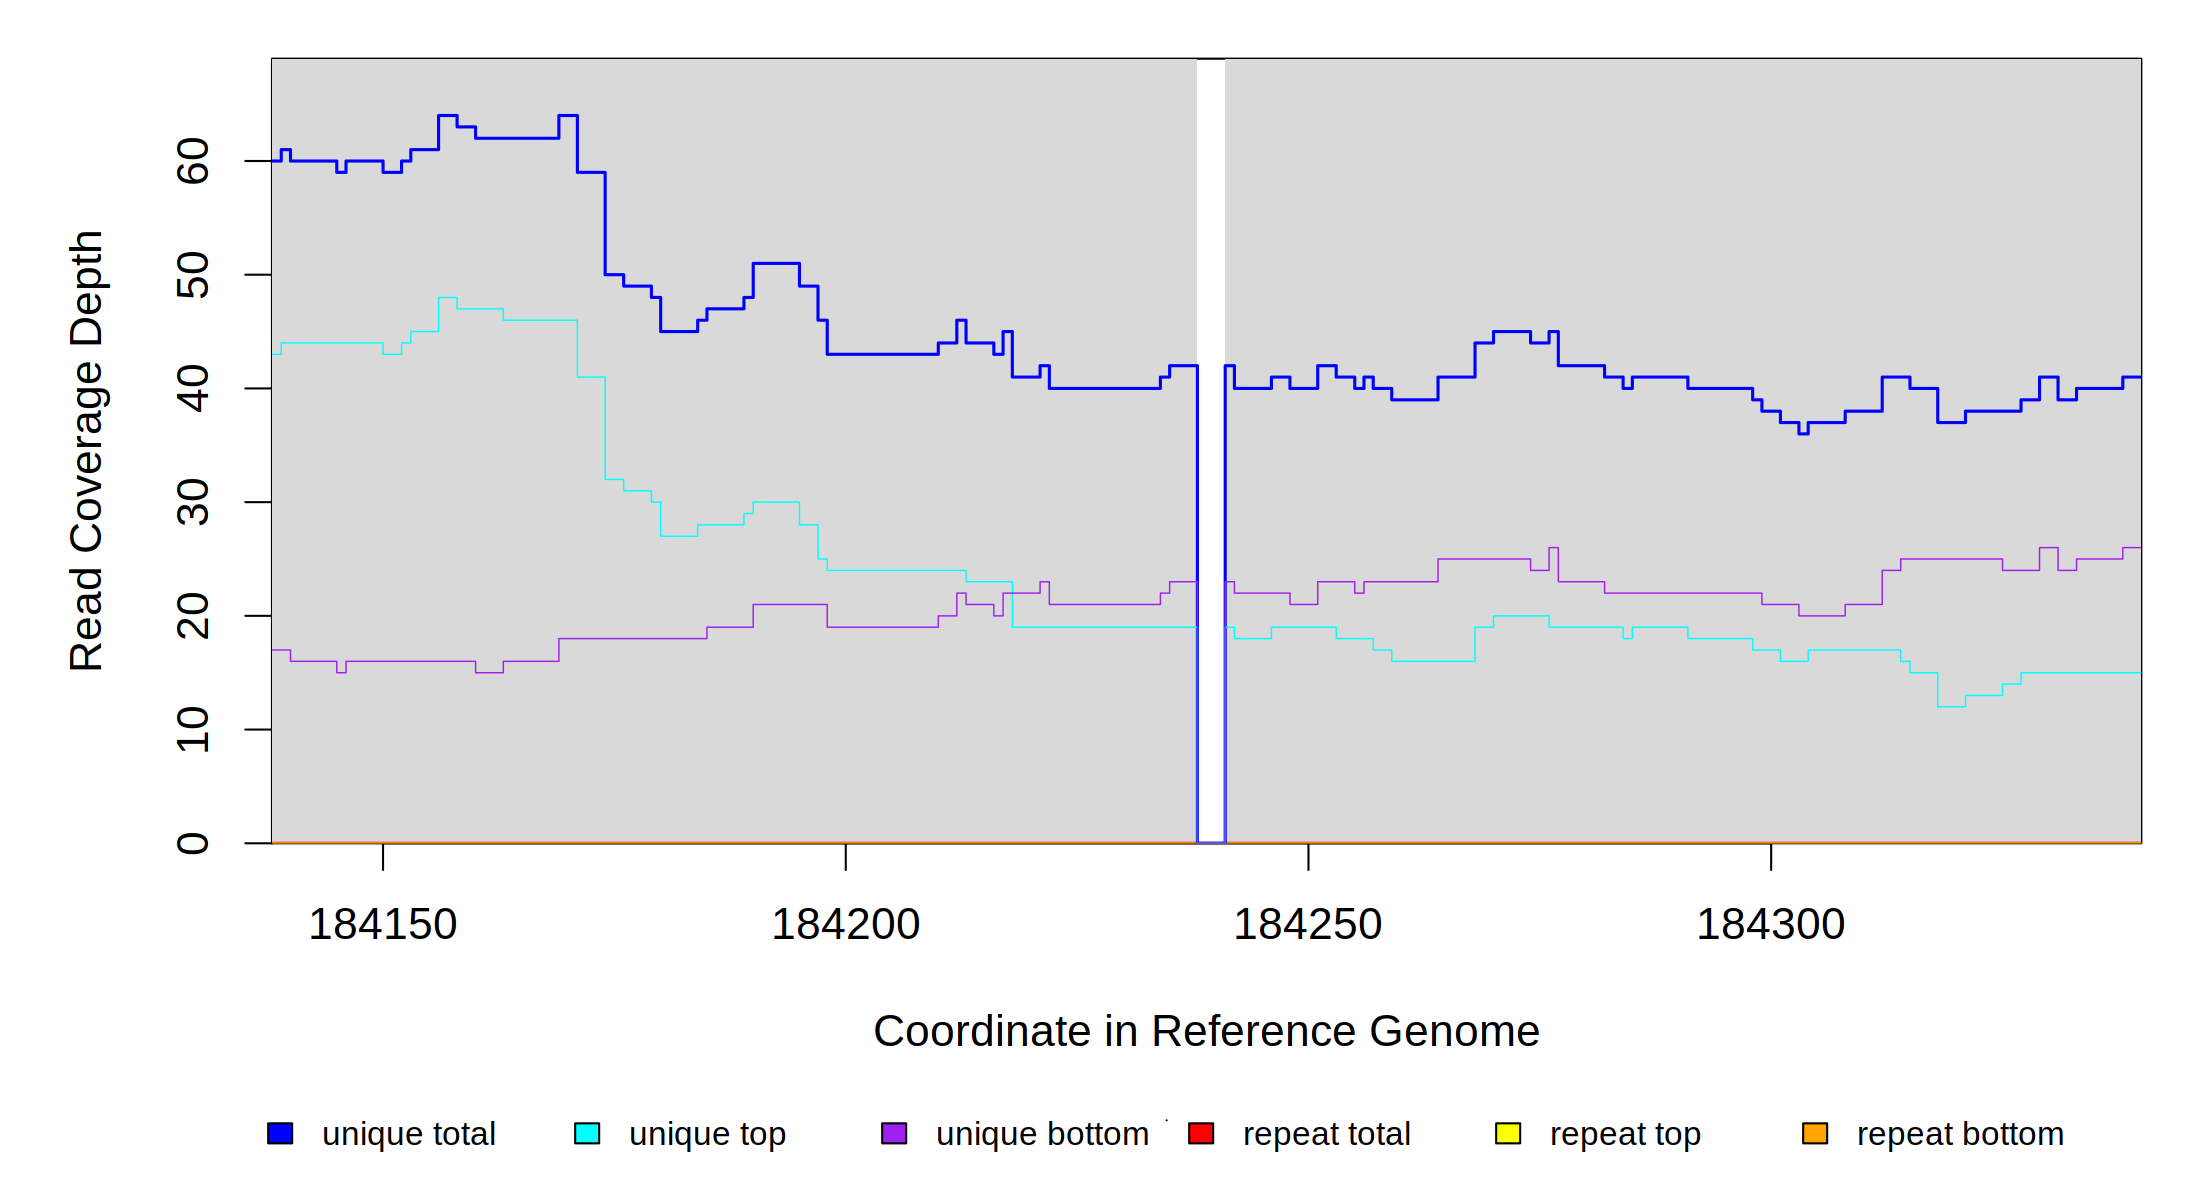 Read Coverage Depth
60
50
40
30
20
10
0
184150 184200 184250 184300
Coordinate in Reference Genome
unique total unique top unique bottom repeat total repeat top repeat bottom